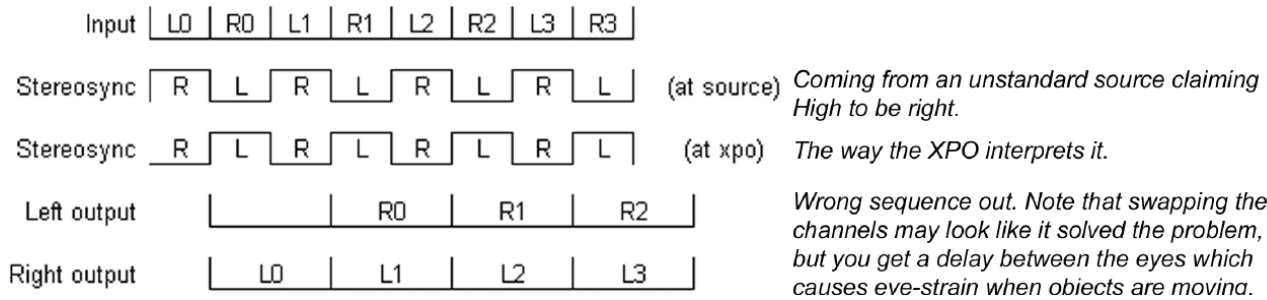 Input L0 R0 L1 R1 L2 R2 L3 R3
Stereosync R L R L R L R L (at source) Coming from an unstandard source claiming
High to be right.
Stereosync R L R L R L R L (at xpo) The way the XPO interprets it.
Left output R0 R1 R2 Wrong sequence out. Note that swapping the
channels may look like it solved the problem,
but you get a delay between the eyes which
Right output L0 L1 L2 L3 causes eye-strain when objects are moving.